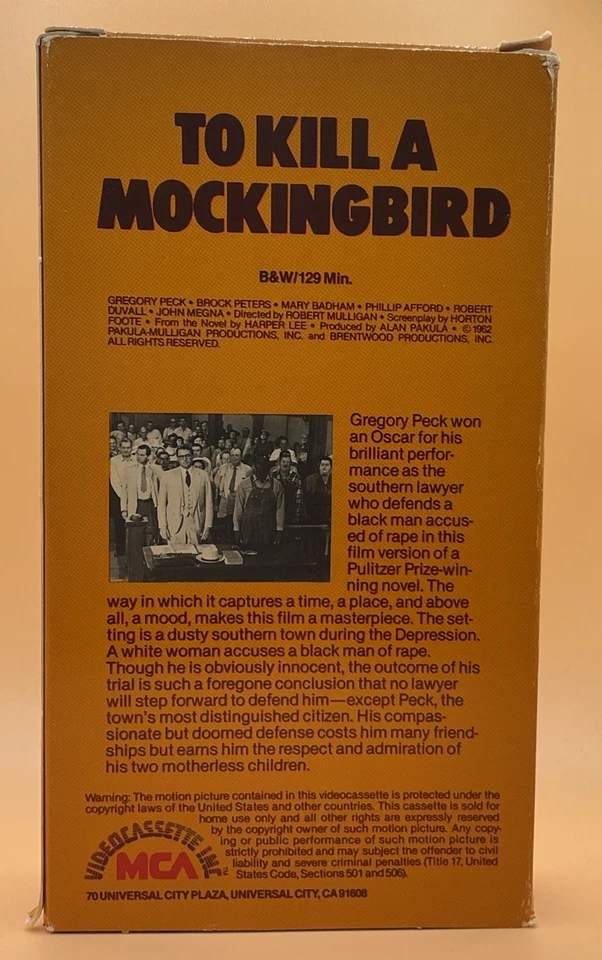 TO KILL A
MOCKINGBIRD
B&W/129 Min.
GREGORY PECK • BROCK PETERS • MARY BADHAM • PHILLIP AFFORD • ROBERT
DUVALL • JOHN MEGNA • Directed by ROBERT MULLIGAN • Screenplay by HORTON
FOOTE • From the Novel by HARPER LEE • Produced by ALAN PAKULA • © 1962
PAKULA-MULLIGAN PRODUCTIONS, INC. and BRENTWOOD PRODUCTIONS, INC.
ALL RIGHTS RESERVED.
Gregory Peck won
an Oscar for his
brilliant perfor-
mance as the
southern lawyer
who defends a
black man accus-
ed of rape in this
film version of a
Pulitzer Prize-win-
ning novel. The
way in which it captures a time, a place, and above
all, a mood, makes this film a masterpiece. The set-
ting is a dusty southern town during the Depression.
A white woman accuses a black man of rape.
Though he is obviously innocent, the outcome of his
trial is such a foregone conclusion that no lawyer
will step forward to defend him—except Peck, the
town's most distinguished citizen. His compas-
sionate but doomed defense costs him many friend-
ships but earns him the respect and admiration of
his two motherless children.
Warning: The motion picture contained in this videocassette is protected under the
copyright laws of the United States and other countries. This cassette is sold for
home use only and all other rights are expressly reserved
by the copyright owner of such motion picture. Any copy-
ing or public performance of such motion picture is
strictly prohibited and may subject the offender to civil
liability and severe criminal penalties (Title 17, United
States Code, Sections 501 and 506).
VIDEOCASSETTE INC
MCA
70 UNIVERSAL CITY PLAZA, UNIVERSAL CITY, CA 91608